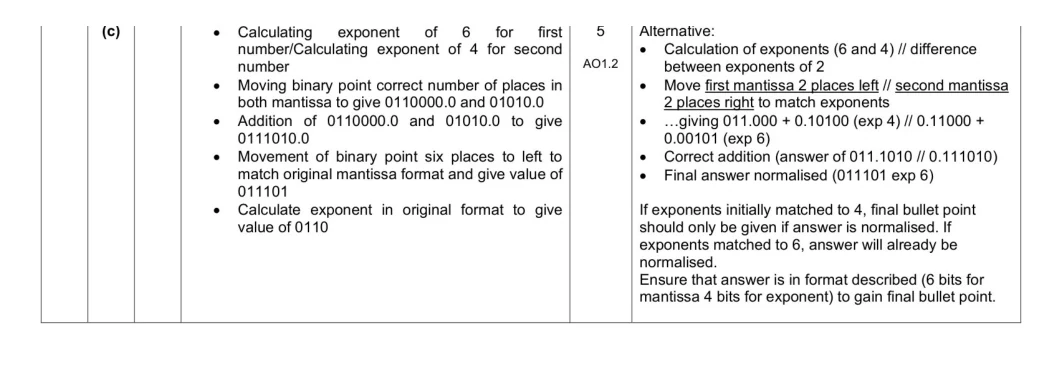 (c)
• Calculating exponent of 6 for first
number/Calculating exponent of 4 for second
number
• Moving binary point correct number of places in
both mantissa to give 0110000.0 and 01010.0
• Addition of 0110000.0 and 01010.0 to give
0111010.0
• Movement of binary point six places to left to
match original mantissa format and give value of
011101
• Calculate exponent in original format to give
value of 0110
5
AO1.2
Alternative:
• Calculation of exponents (6 and 4) // difference
between exponents of 2
• Move first mantissa 2 places left // second mantissa
2 places right to match exponents
• …giving 011.000 + 0.10100 (exp 4) // 0.11000 +
0.00101 (exp 6)
• Correct addition (answer of 011.1010 // 0.111010)
• Final answer normalised (011101 exp 6)
If exponents initially matched to 4, final bullet point
should only be given if answer is normalised. If
exponents matched to 6, answer will already be
normalised.
Ensure that answer is in format described (6 bits for
mantissa 4 bits for exponent) to gain final bullet point.